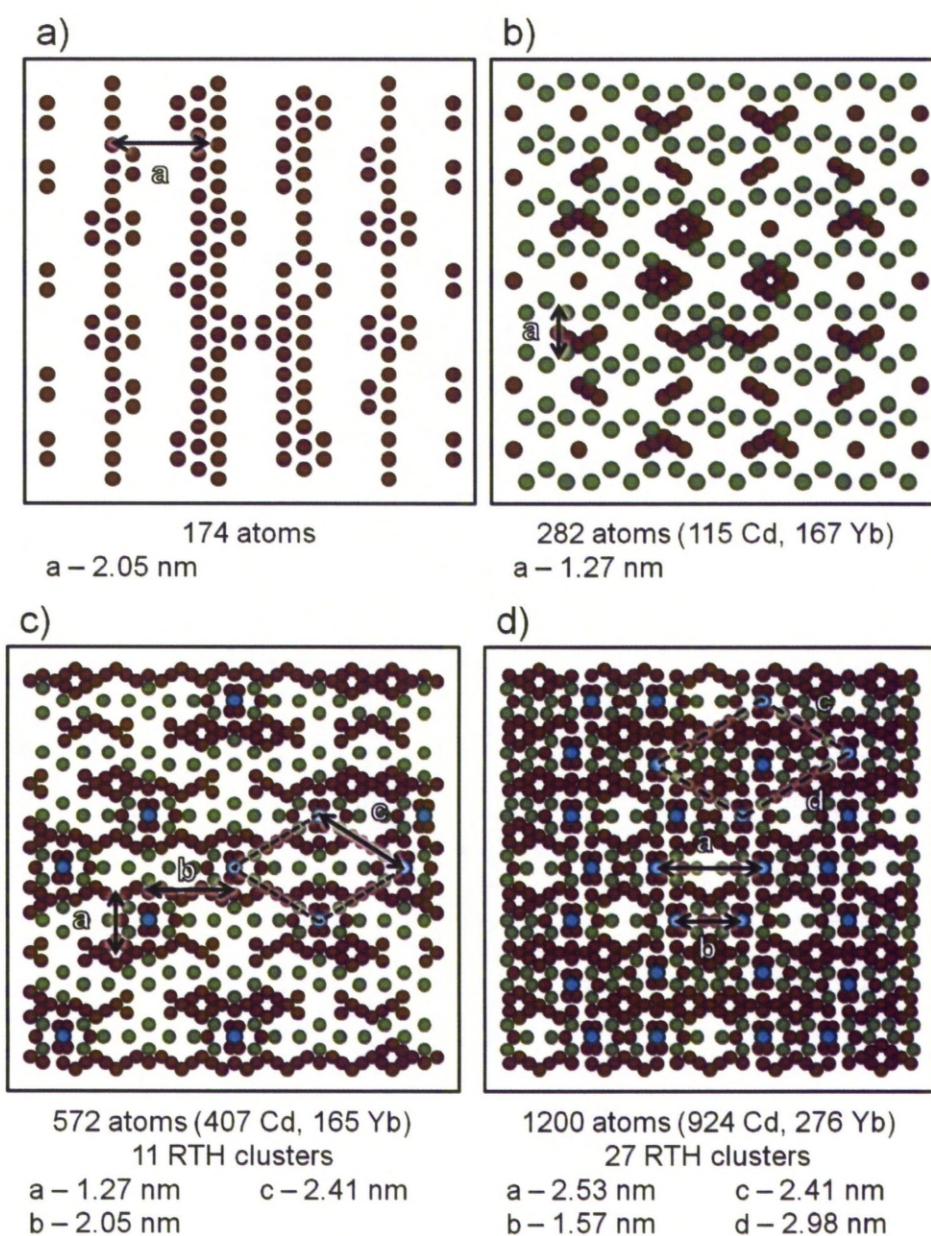 a)
b)
a
a
174 atoms
a – 2.05 nm
282 atoms (115 Cd, 167 Yb)
a – 1.27 nm
c)
d)
c
b
a
c
d
a
b
572 atoms (407 Cd, 165 Yb)
11 RTH clusters
a – 1.27 nm c – 2.41 nm
b – 2.05 nm
1200 atoms (924 Cd, 276 Yb)
27 RTH clusters
a – 2.53 nm c – 2.41 nm
b – 1.57 nm d – 2.98 nm